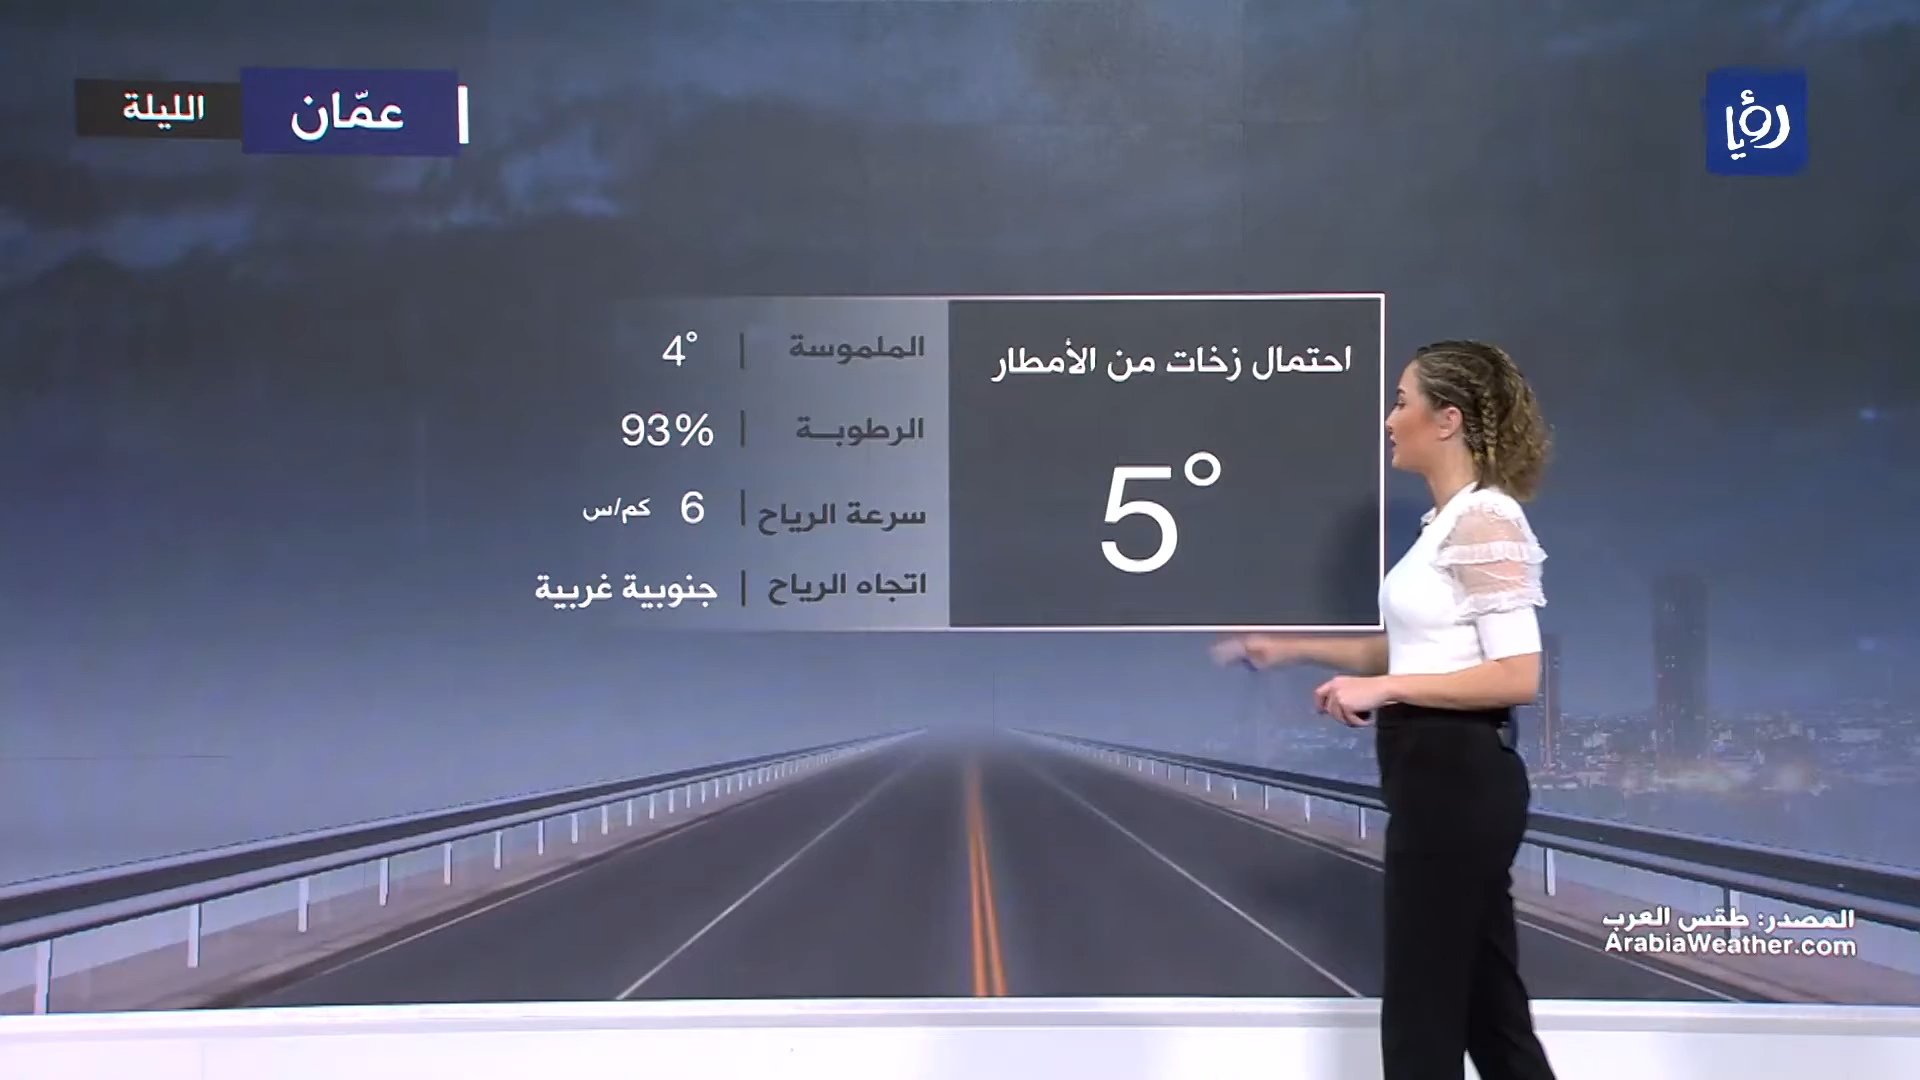 رؤيا
عمّان
الليلة
احتمال زخات من الأمطار
5°
الملموسة | 4°
الرطوبــة | 93%
سرعة الرياح | 6 كم/س
اتجاه الرياح | جنوبية غربية
المصدر: طقس العرب
ArabiaWeather.com